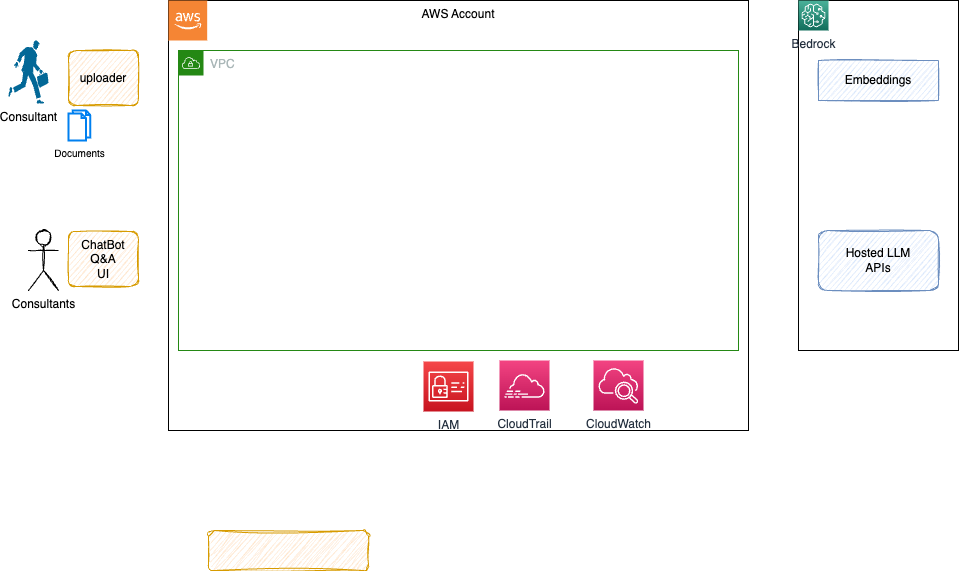 aws
AWS Account
Bedrock
VPC
uploader
Embeddings
Consultant
Documents
ChatBot
Q&A
UI
Consultants
Hosted LLM
APIs
IAM
CloudTrail
CloudWatch